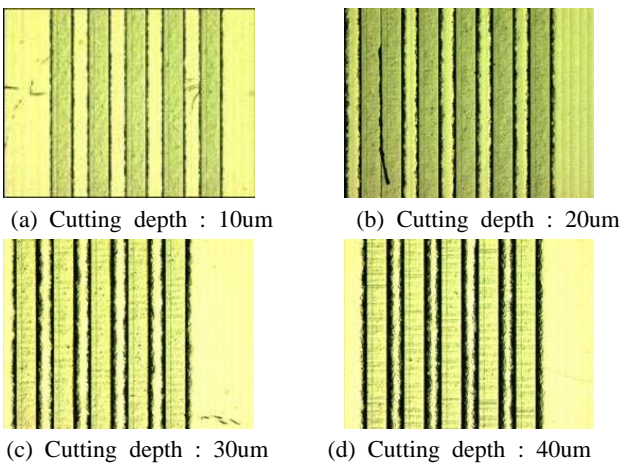 (a) Cutting depth : 10um
(b) Cutting depth : 20um
(c) Cutting depth : 30um
(d) Cutting depth : 40um